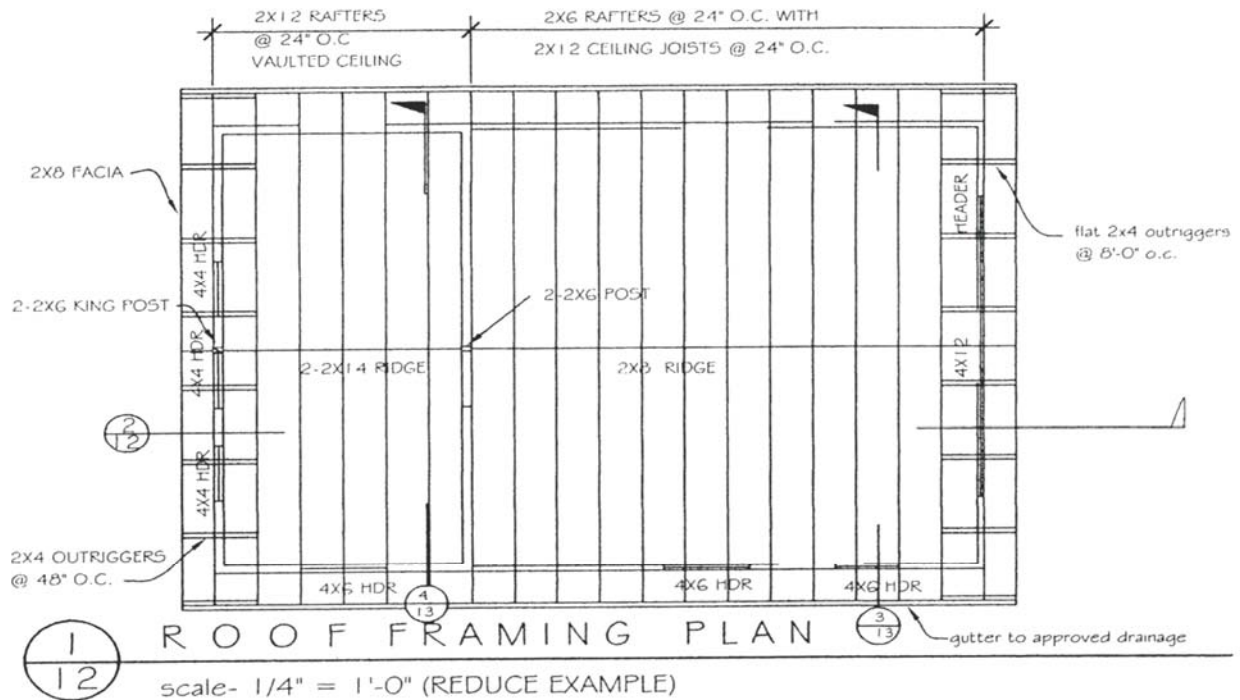 2X12 RAFTERS
@ 24" O.C
VAULTED CEILING
2X6 RAFTERS @ 24" O.C. WITH
2X12 CEILING JOISTS @ 24" O.C.
2X8 FACIA
HEADER
flat 2x4 outriggers
@ 8'-0" o.c.
4X4 HDR
2-2X6 KING POST
2-2X6 POST
4X4 HDR
2-2X14 RIDGE
2X8 RIDGE
4X12
2
12
4X4 HDR
2X4 OUTRIGGERS
@ 48" O.C.
4X6 HDR
4X6 HDR
4X6 HDR
4
13
3
13
gutter to approved drainage
1
12
ROOF FRAMING PLAN
scale- 1/4" = 1'-0" (REDUCE EXAMPLE)